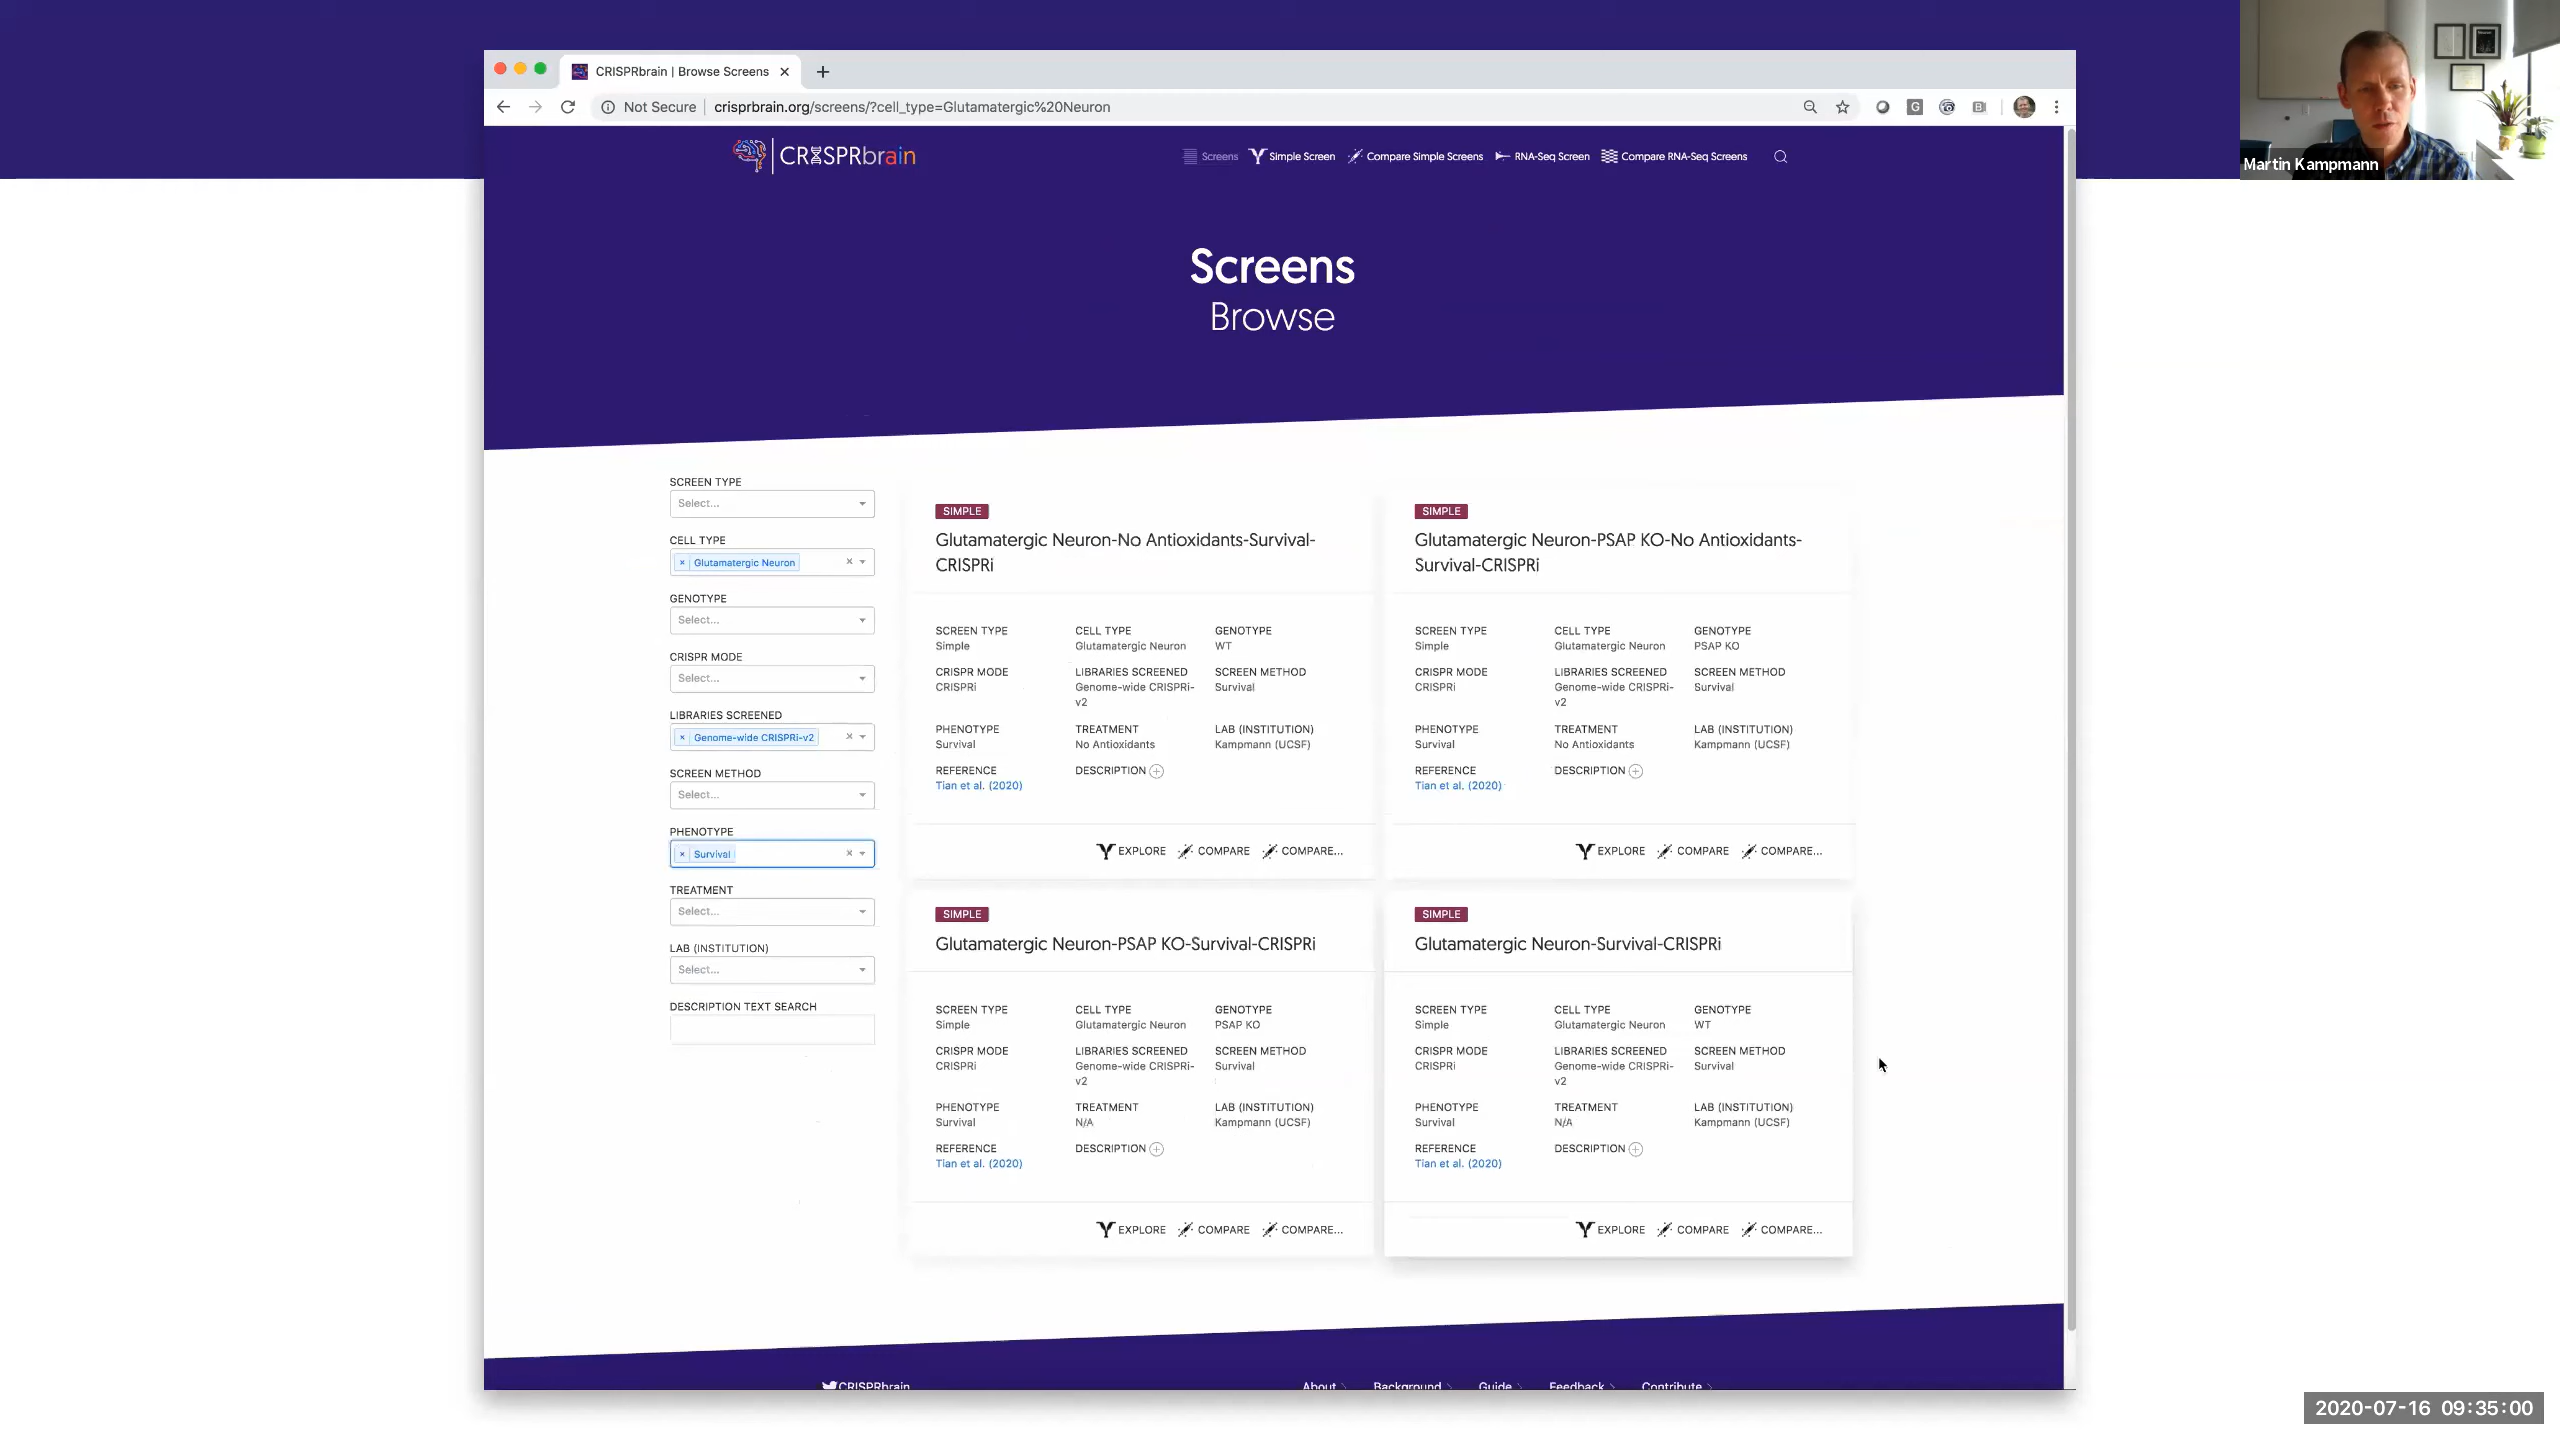 CRISPRbrain | Browse Screens
Not Secure | crisprbrain.org/screens/?cell_type=Glutamatergic%20Neuron
Martin Kampmann
CRISPRbrain
Screens Simple Screen Compare Simple Screens RNA-Seq Screen Compare RNA-Seq Screens
Screens
Browse
SCREEN TYPE
Select...
CELL TYPE
× Glutamatergic Neuron
GENOTYPE
Select...
CRISPR MODE
Select...
LIBRARIES SCREENED
× Genome-wide CRISPRi-v2
SCREEN METHOD
Select...
PHENOTYPE
× Survival
TREATMENT
Select...
LAB (INSTITUTION)
Select...
DESCRIPTION TEXT SEARCH
SIMPLE
Glutamatergic Neuron-No Antioxidants-Survival-
CRISPRi
SCREEN TYPE CELL TYPE GENOTYPE
Simple Glutamatergic Neuron WT
CRISPR MODE LIBRARIES SCREENED SCREEN METHOD
CRISPRi Genome-wide CRISPRi- Survival
v2
PHENOTYPE TREATMENT LAB (INSTITUTION)
Survival No Antioxidants Kampmann (UCSF)
REFERENCE DESCRIPTION
Tian et al. (2020)
EXPLORE COMPARE COMPARE...
SIMPLE
Glutamatergic Neuron-PSAP KO-No Antioxidants-
Survival-CRISPRi
SCREEN TYPE CELL TYPE GENOTYPE
Simple Glutamatergic Neuron PSAP KO
CRISPR MODE LIBRARIES SCREENED SCREEN METHOD
CRISPRi Genome-wide CRISPRi- Survival
v2
PHENOTYPE TREATMENT LAB (INSTITUTION)
Survival No Antioxidants Kampmann (UCSF)
REFERENCE DESCRIPTION
Tian et al. (2020)
EXPLORE COMPARE COMPARE...
SIMPLE
Glutamatergic Neuron-PSAP KO-Survival-CRISPRi
SCREEN TYPE CELL TYPE GENOTYPE
Simple Glutamatergic Neuron PSAP KO
CRISPR MODE LIBRARIES SCREENED SCREEN METHOD
CRISPRi Genome-wide CRISPRi- Survival
v2
PHENOTYPE TREATMENT LAB (INSTITUTION)
Survival N/A Kampmann (UCSF)
REFERENCE DESCRIPTION
Tian et al. (2020)
EXPLORE COMPARE COMPARE...
SIMPLE
Glutamatergic Neuron-Survival-CRISPRi
SCREEN TYPE CELL TYPE GENOTYPE
Simple Glutamatergic Neuron WT
CRISPR MODE LIBRARIES SCREENED SCREEN METHOD
CRISPRi Genome-wide CRISPRi- Survival
v2
PHENOTYPE TREATMENT LAB (INSTITUTION)
Survival N/A Kampmann (UCSF)
REFERENCE DESCRIPTION
Tian et al. (2020)
EXPLORE COMPARE COMPARE...
CRISPRbrain About Background Guide Feedback Contribute
2020-07-16 09:35:00